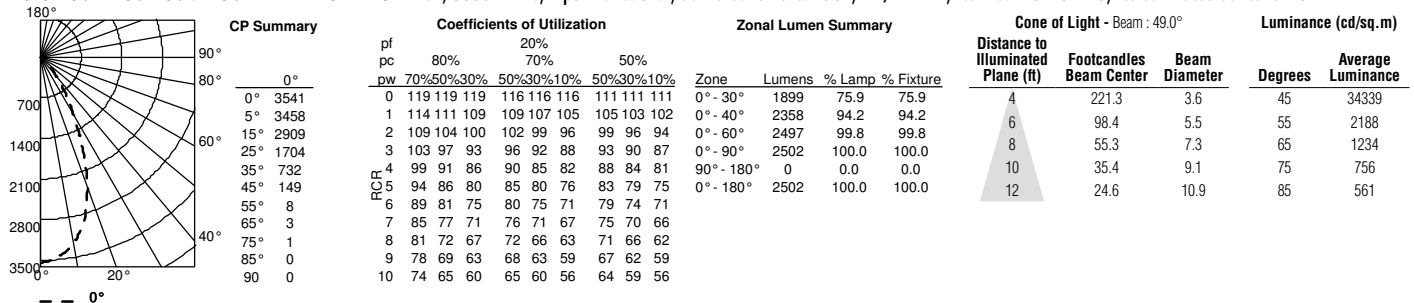 180°
90°
80°
60°
40°
700
1400
2100
2800
3500
0° 20°
0°
CP Summary
0°
0° 3541
5° 3458
15° 2909
25° 1704
35° 732
45° 149
55° 8
65° 3
75° 1
85° 0
90 0
Coefficients of Utilization
pf 20%
pc 80% 70% 50%
pw 70%50%30% 50%30%10% 50%30%10%
RCR
0 119 119 119 116 116 116 111 111 111
1 114 111 109 109 107 105 105 103 102
2 109 104 100 102 99 96 99 96 94
3 103 97 93 96 92 88 93 90 87
4 99 91 86 90 85 82 88 84 81
5 94 86 80 85 80 76 83 79 75
6 89 81 75 80 75 71 79 74 71
7 85 77 71 76 71 67 75 70 66
8 81 72 67 72 66 63 71 66 62
9 78 69 63 68 63 59 67 62 59
10 74 65 60 65 60 56 64 59 56
Zonal Lumen Summary
Zone Lumens % Lamp % Fixture
0° - 30° 1899 75.9 75.9
0° - 40° 2358 94.2 94.2
0° - 60° 2497 99.8 99.8
0° - 90° 2502 100.0 100.0
90° - 180° 0 0.0 0.0
0° - 180° 2502 100.0 100.0
Cone of Light - Beam : 49.0°
Distance to
Illuminated Footcandles Beam
Plane (ft) Beam Center Diameter
4 221.3 3.6
6 98.4 5.5
8 55.3 7.3
10 35.4 9.1
12 24.6 10.9
Luminance (cd/sq.m)
Average
Degrees Luminance
45 34339
55 2188
65 1234
75 756
85 561